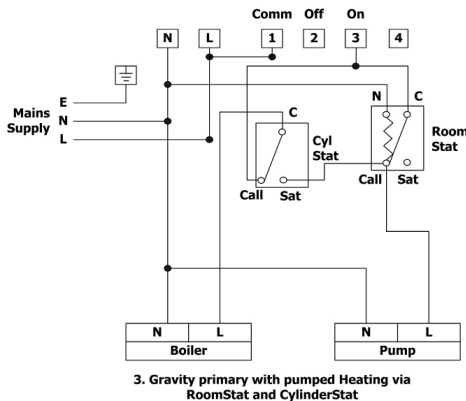 Comm Off On
N L 1 2 3 4
E
Mains Supply N
L
N C
Room Stat
C
Cyl Stat
Call Sat
Call Sat
N L
Boiler
N L
Pump
3. Gravity primary with pumped Heating via
RoomStat and CylinderStat